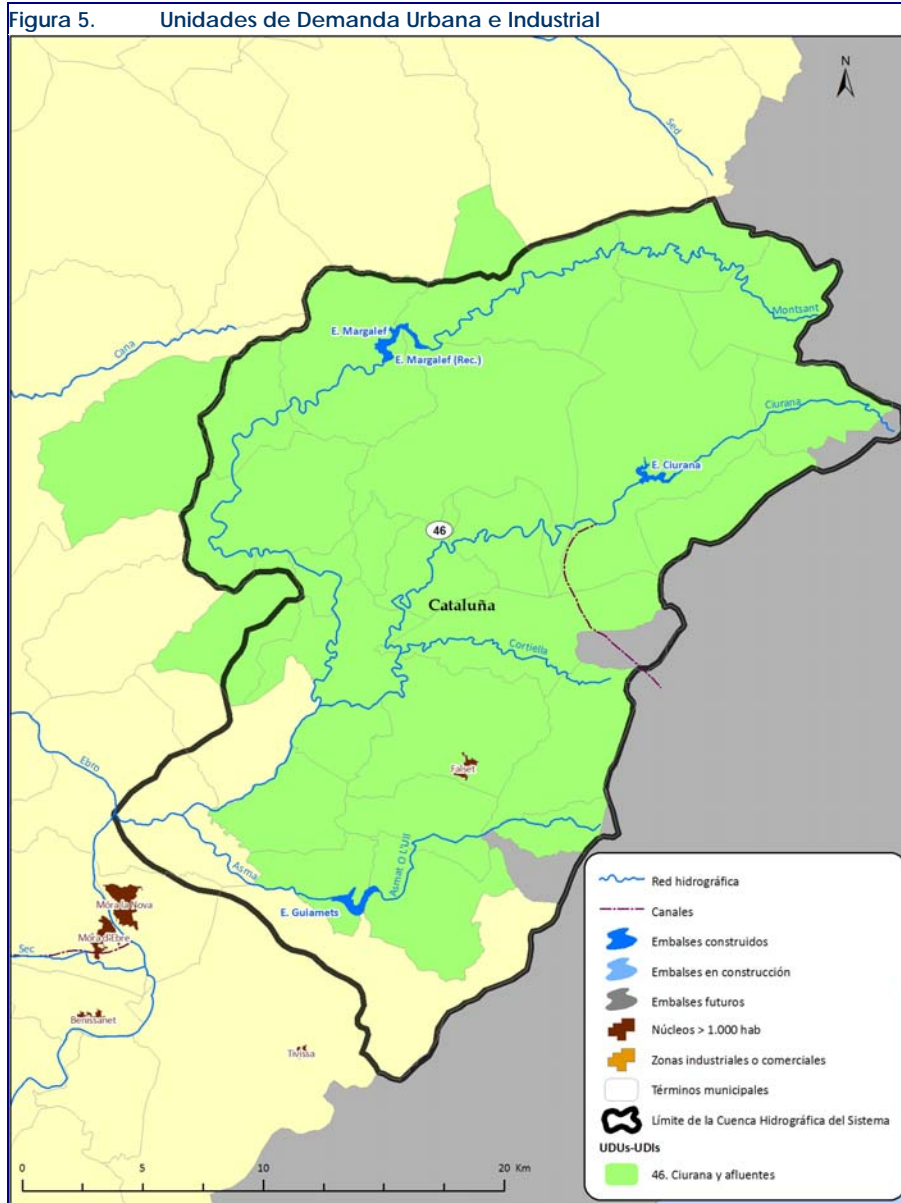 Figura 5. Unidades de Demanda Urbana e Industrial
N
Sed
Montsant
E. Margalef
E. Margalef (Rec.)
Cana
Ciurana
E. Ciurana
46
Cataluña
Cortiella
Ebro
Falset
Asmat O L'Ull
Asma
E. Guiamets
Móra la Nova
Móra d'Ebre
Sec
Benissanet
Tivissa
Red hidrográfica
Canales
Embalses construidos
Embalses en construcción
Embalses futuros
Núcleos > 1.000 hab
Zonas industriales o comerciales
Términos municipales
Límite de la Cuenca Hidrográfica del Sistema
UDUs-UDIs
46. Ciurana y afluentes
0 5 10 20 Km